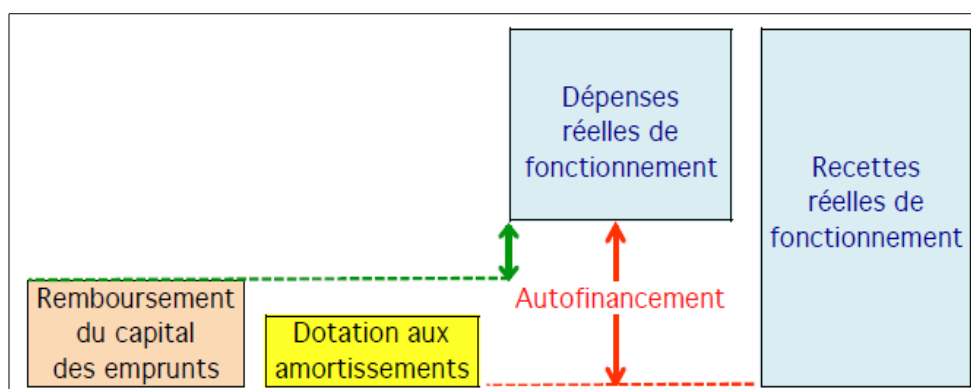 Dépenses
réelles de
fonctionnement
Recettes
réelles de
fonctionnement
Remboursement
du capital
des emprunts
Dotation aux
amortissements
Autofinancement